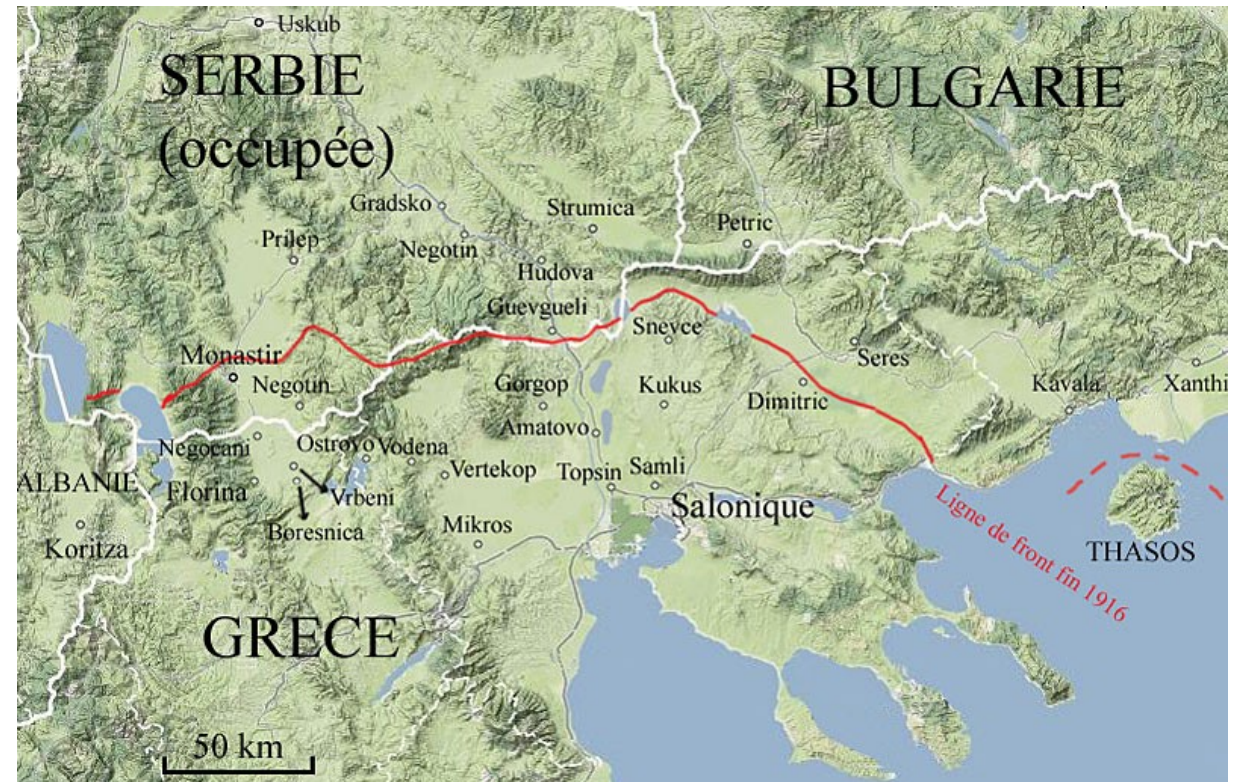 Uskub
SERBIE
(occupée)
BULGARIE
Gradsko
Strumica
Petric
Prilep
Negotin
Hudova
Guevgueli
Snevce
Monastir
Seres
Negotin
Gorgop
Kukus
Dimitric
Kavala
Xanthi
Amatovo
Negocani
Ostrovo
Vodena
Vertekop
Topsin
Samli
ALBANIE
Florina
Vrbeni
Salonique
Boresnica
Mikros
Koritza
Ligne de front fin 1916
THASOS
GRECE
50 km